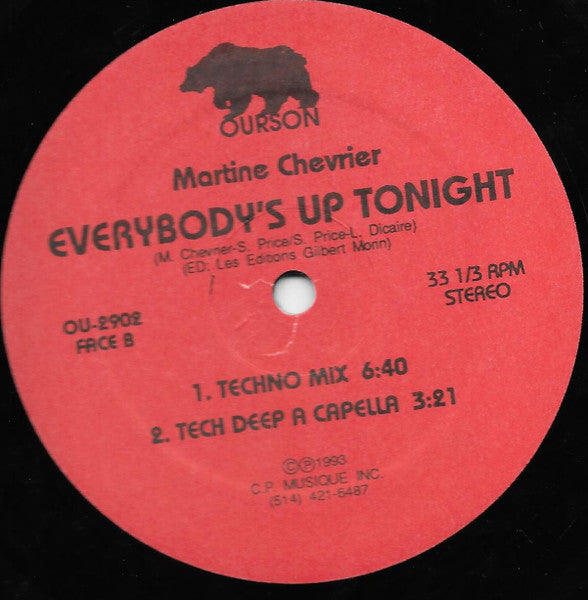 OURSON
Martine Chevrier
EVERYBODY'S UP TONIGHT
(M. Chevrier-S. Price/S. Price-L. Dicaire)
(ED: Les Editions Gilbert Morin)
33 1/3 RPM
STEREO
OU-2902
FACE B
1. TECHNO MIX 6:40
2. TECH DEEP A CAPELLA 3:21
©℗1993
C.P. MUSIQUE INC.
(514) 421-6487